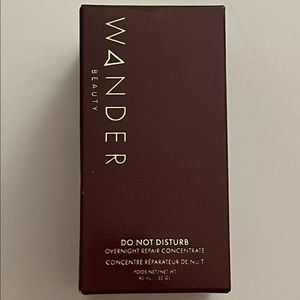 WANDER
BEAUTY
DO NOT DISTURB
OVERNIGHT REPAIR CONCENTRATE
CONCENTRÉ RÉPARATEUR DE NUIT
POIDS NET/NET WT